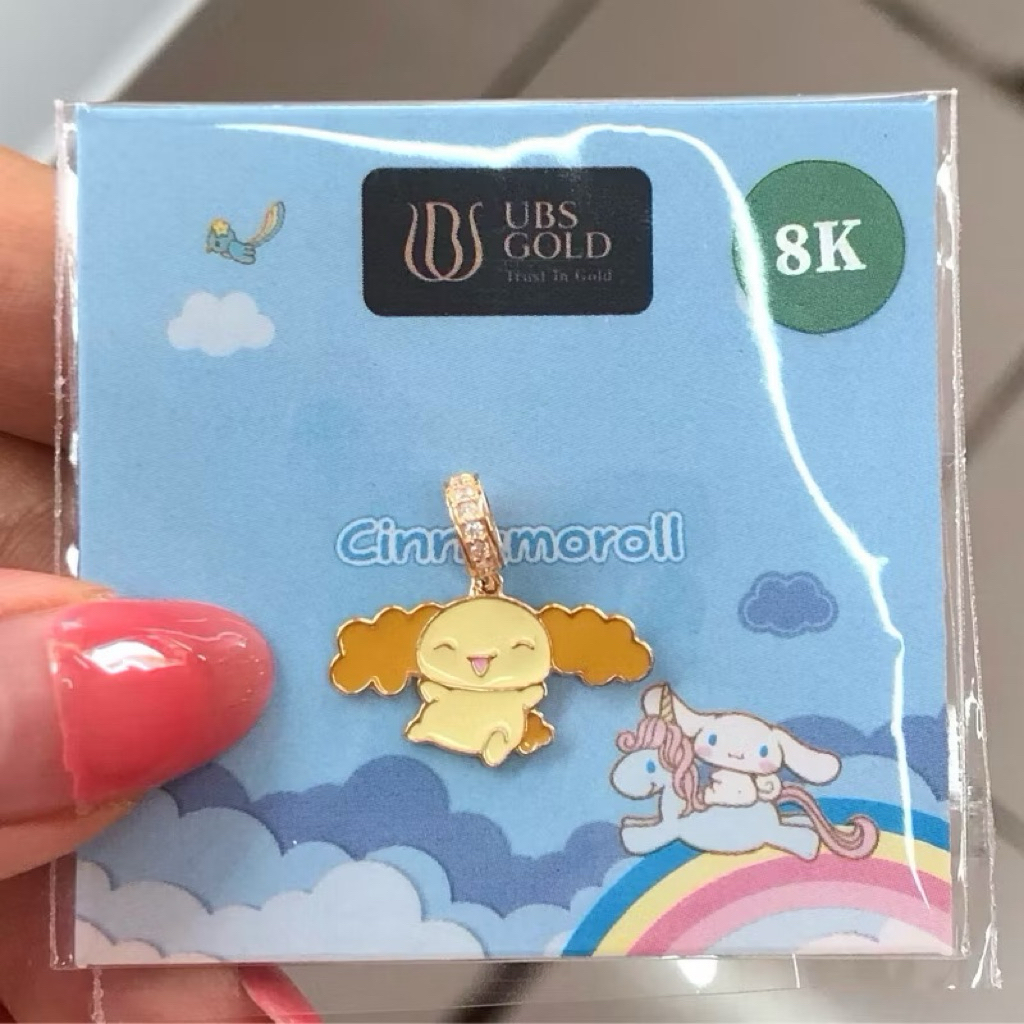 UBS
GOLD
Trust In Gold
8K
Cinnamoroll